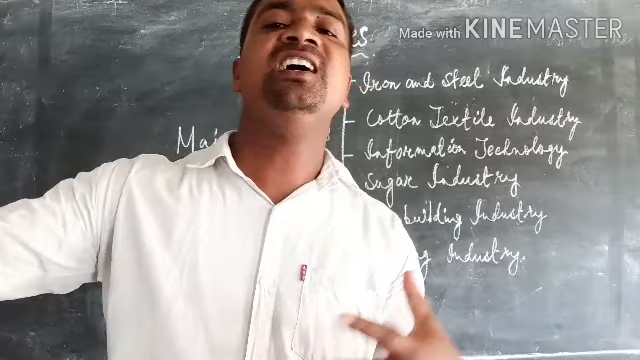 Made with KINEMASTER
Iron and Steel Industry
Cotton Textile Industry
Information Technology
Sugar Industry
building Industry
Industry.